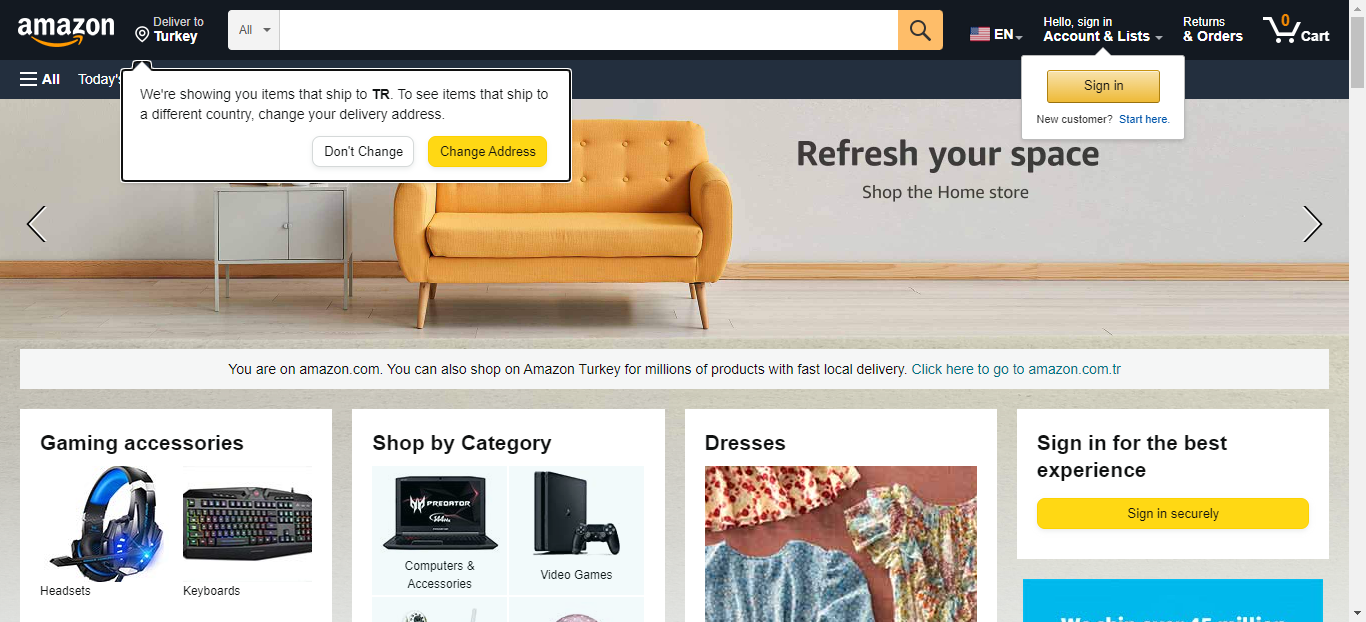 amazon
Deliver to
Turkey
All
EN
Hello, sign in
Account & Lists
Returns
& Orders
0
Cart
All
Today's
We're showing you items that ship to TR. To see items that ship to
a different country, change your delivery address.
Don't Change
Change Address
Sign in
New customer? Start here.
Refresh your space
Shop the Home store
You are on amazon.com. You can also shop on Amazon Turkey for millions of products with fast local delivery. Click here to go to amazon.com.tr
Gaming accessories
Headsets
Keyboards
Shop by Category
PREDATOR
Computers &
Accessories
Video Games
Dresses
Sign in for the best
experience
Sign in securely
We ship over 45 million